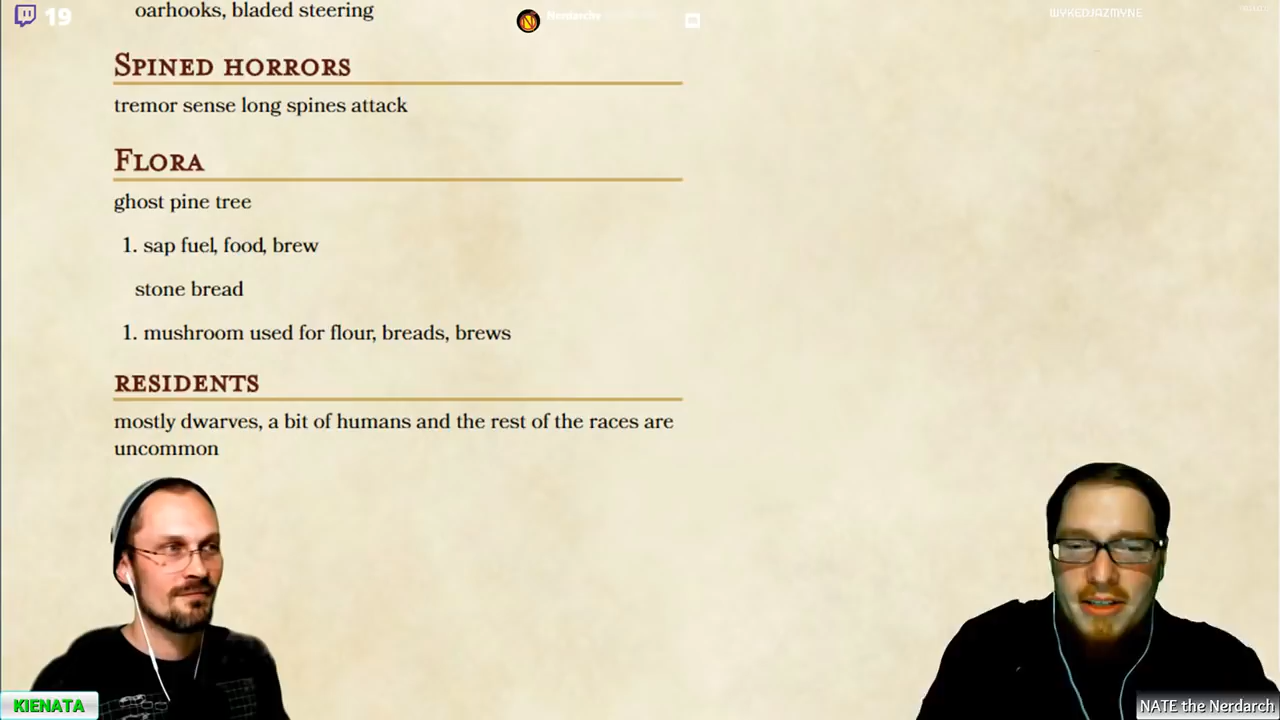 19
Nerdarchy
WYKEDJAZMYNE
oarhooks, bladed steering
SPINED HORRORS
tremor sense long spines attack
FLORA
ghost pine tree
1. sap fuel, food, brew
stone bread
1. mushroom used for flour, breads, brews
RESIDENTS
mostly dwarves, a bit of humans and the rest of the races are
uncommon
KIENATA
NATE the Nerdarch